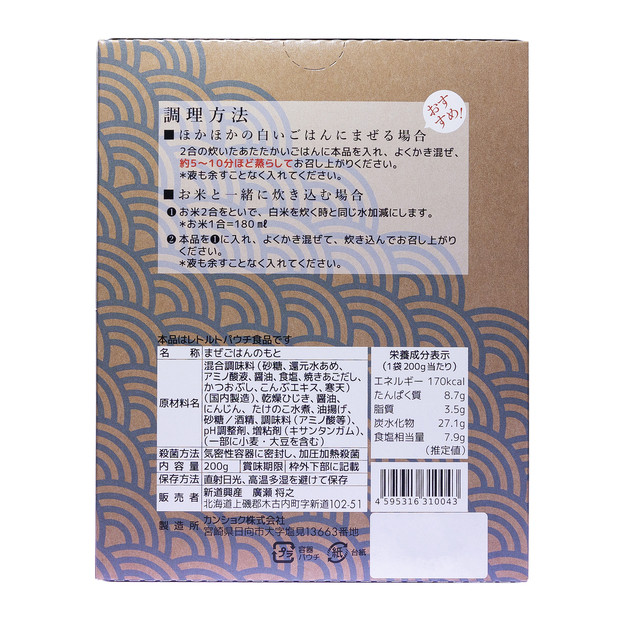 おすすめ!
調理方法
■ほかほかの白いごはんにまぜる場合
2合の炊いたあたたかいごはんに本品を入れ、よくかき混ぜ、
約5〜10分ほど蒸らしてお召し上がりください。
*液も余すことなく入れてください。
■お米と一緒に炊き込む場合
❶お米2合をといで、白米を炊く時と同じ水加減にします。
*お米1合=180㎖
❷本品を❶に入れ、よくかき混ぜて、炊き込んでお召し上がり
ください。
*液も余すことなく入れてください。
本品はレトルトパウチ食品です
名称 まぜごはんのもと
原材料名 混合調味料(砂糖、還元水あめ、
アミノ酸液、醤油、食塩、焼きあごだし、
かつおぶし、こんぶエキス、寒天)
(国内製造)、乾燥ひじき、醤油、
にんじん、たけのこ水煮、油揚げ、
砂糖/酒精、調味料(アミノ酸等)、
pH調整剤、増粘剤(キサンタンガム)、
(一部に小麦・大豆を含む)
殺菌方法 気密性容器に密封し、加圧加熱殺菌
内容量 200g 賞味期限 枠外下部に記載
保存方法 直射日光、高温多湿を避けて保存
販売者 新道興産 廣瀬 将之
北海道上磯郡木古内町字新道102-51
製造所 カンショク株式会社
宮崎県日向市大字塩見13663番地
プラ 容器 パウチ 紙 台紙
栄養成分表示
(1袋200g当たり)
エネルギー 170kcal
たんぱく質 8.7g
脂質 3.5g
炭水化物 27.1g
食塩相当量 7.9g
(推定値)
4595316310043